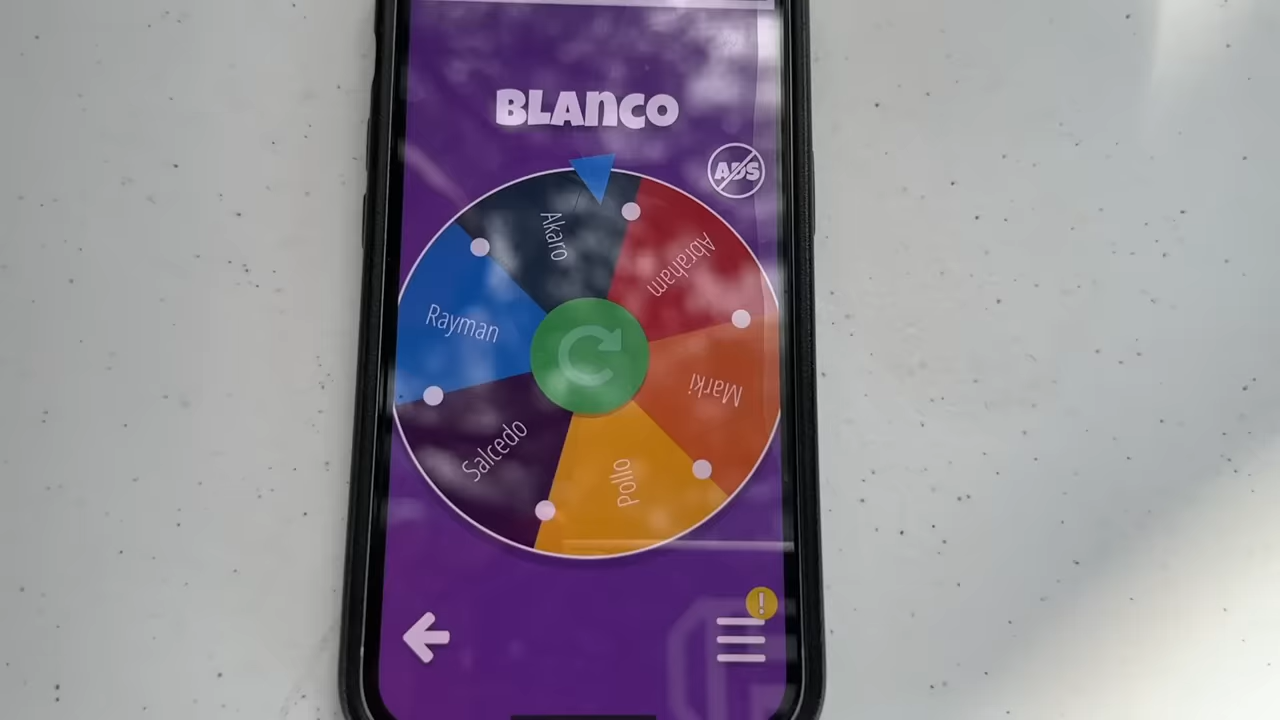 BLANCO
ADS
Akaro
Abraham
Rayman
Marki
Salcedo
Pollo
!